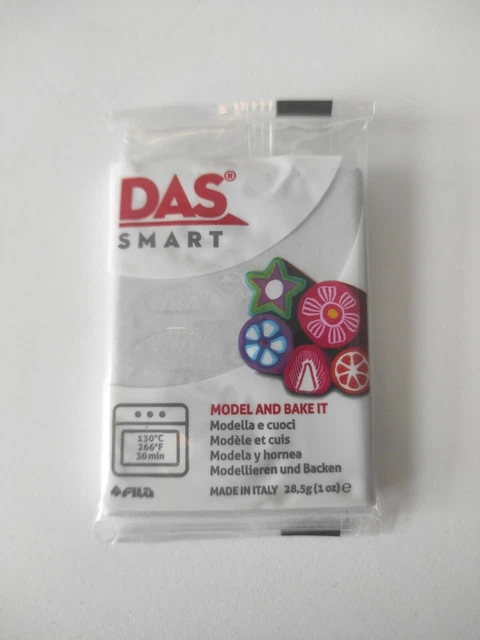 DAS®
SMART
MODEL AND BAKE IT
Modella e cuoci
Modèle et cuis
Modela y hornea
Modellieren und Backen
130°C
266°F
30 min
FILA
MADE IN ITALY 28,5g (1 oz) ℮